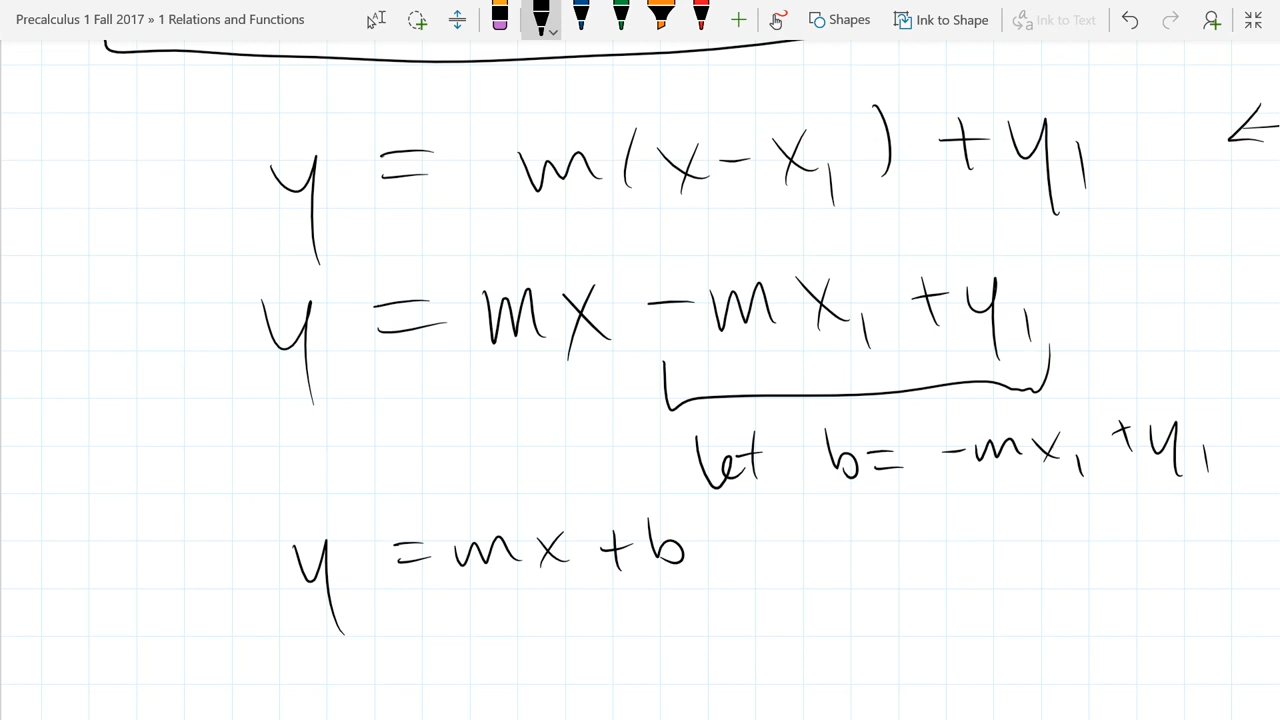 Precalculus 1 Fall 2017 » 1 Relations and Functions Shapes Ink to Shape Ink to Text
y = m(x - x₁) + y₁ ←
y = mx - mx₁ + y₁
let b = -mx₁ + y₁
y = mx + b